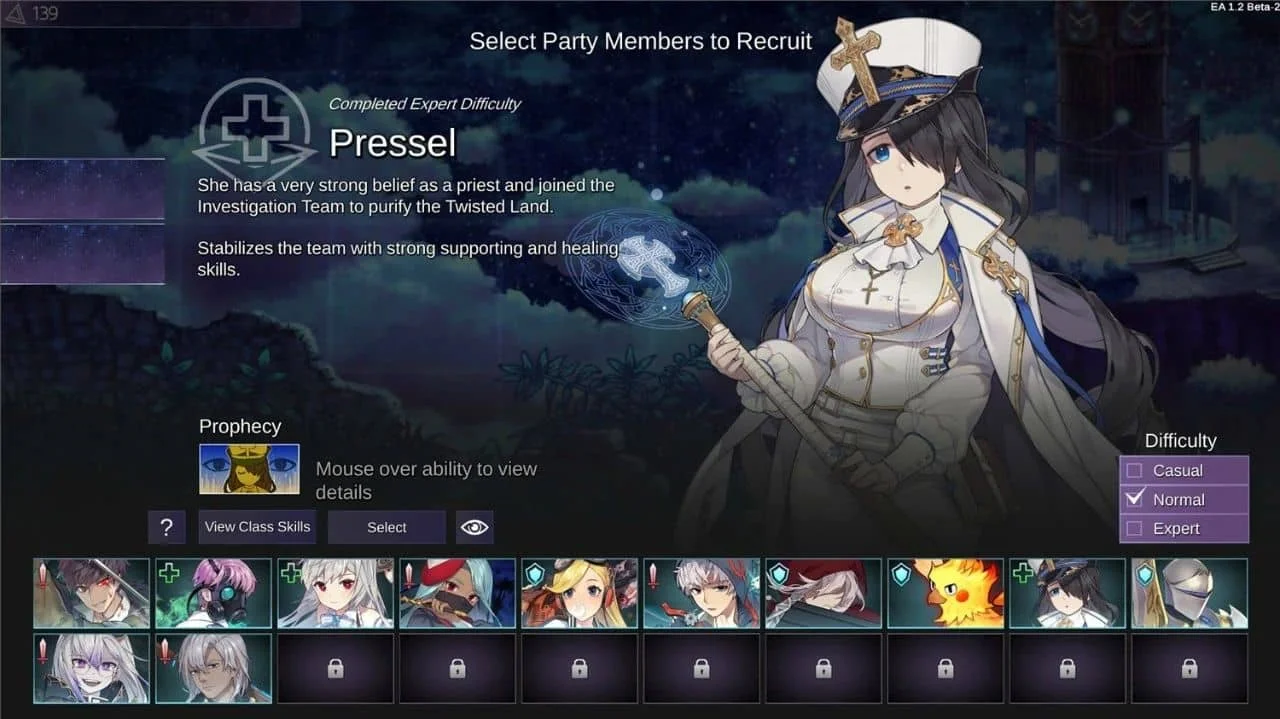 139
EA 1.2 Beta-2
Select Party Members to Recruit
Completed Expert Difficulty
Pressel
She has a very strong belief as a priest and joined the
Investigation Team to purify the Twisted Land.
Stabilizes the team with strong supporting and healing
skills.
Prophecy
Mouse over ability to view
details
Difficulty
Casual
Normal
Expert
?
View Class Skills
Select